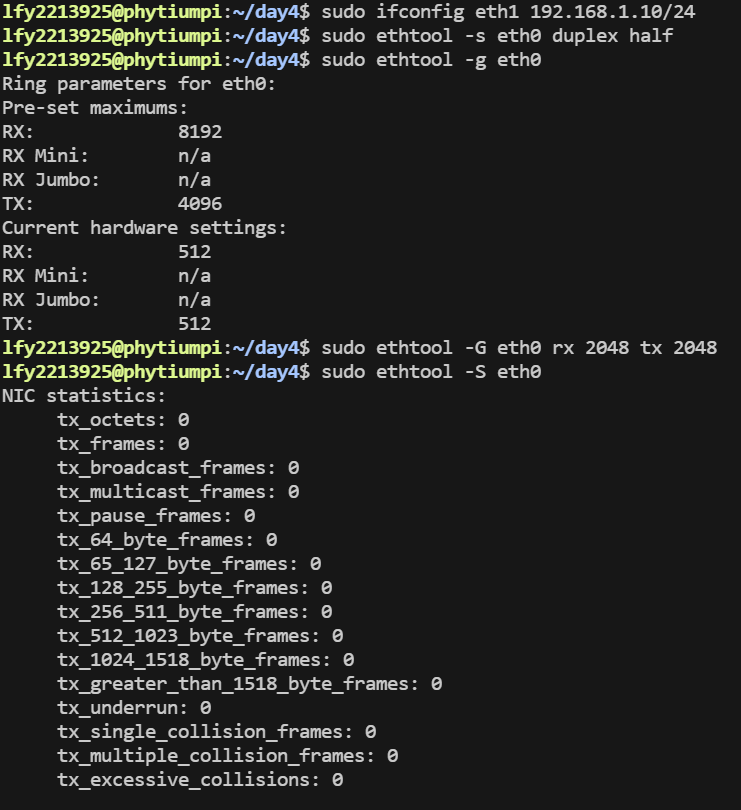 lfy2213925@phytiumpi:~/day4$ sudo ifconfig eth1 192.168.1.10/24
lfy2213925@phytiumpi:~/day4$ sudo ethtool -s eth0 duplex half
lfy2213925@phytiumpi:~/day4$ sudo ethtool -g eth0
Ring parameters for eth0:
Pre-set maximums:
RX:             8192
RX Mini:        n/a
RX Jumbo:       n/a
TX:             4096
Current hardware settings:
RX:             512
RX Mini:        n/a
RX Jumbo:       n/a
TX:             512
lfy2213925@phytiumpi:~/day4$ sudo ethtool -G eth0 rx 2048 tx 2048
lfy2213925@phytiumpi:~/day4$ sudo ethtool -S eth0
NIC statistics:
     tx_octets: 0
     tx_frames: 0
     tx_broadcast_frames: 0
     tx_multicast_frames: 0
     tx_pause_frames: 0
     tx_64_byte_frames: 0
     tx_65_127_byte_frames: 0
     tx_128_255_byte_frames: 0
     tx_256_511_byte_frames: 0
     tx_512_1023_byte_frames: 0
     tx_1024_1518_byte_frames: 0
     tx_greater_than_1518_byte_frames: 0
     tx_underrun: 0
     tx_single_collision_frames: 0
     tx_multiple_collision_frames: 0
     tx_excessive_collisions: 0